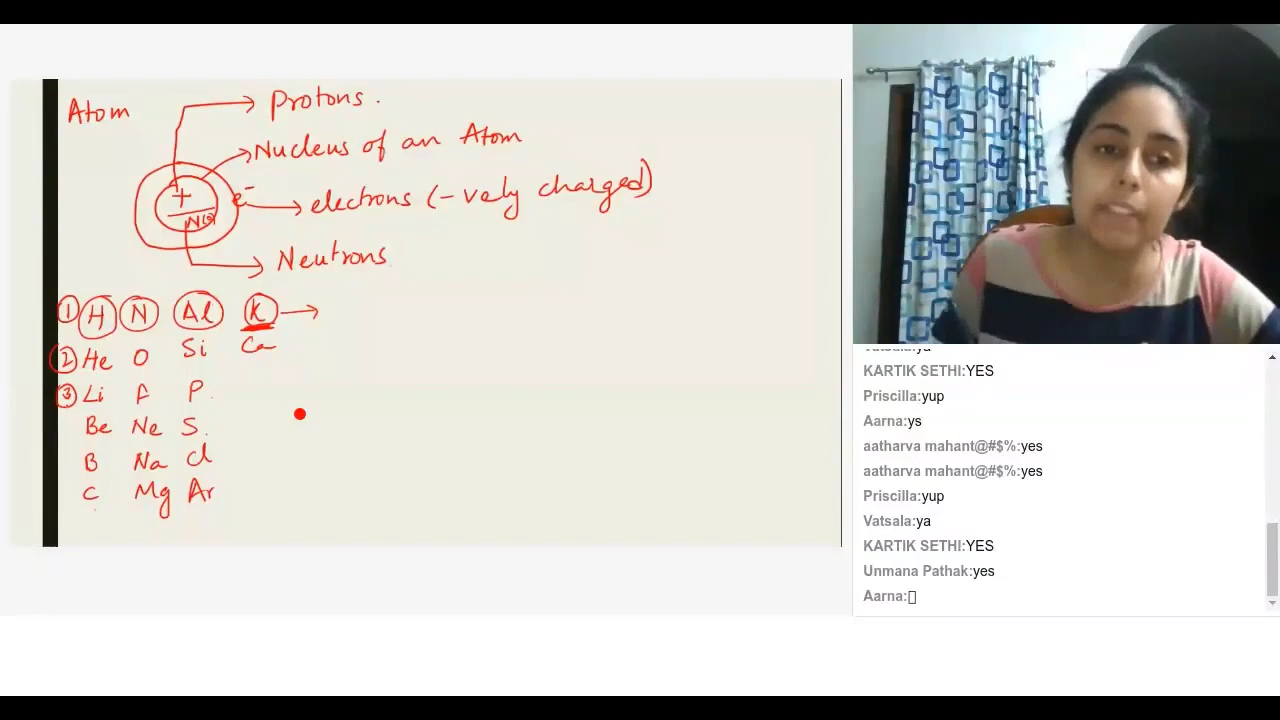 Atom
Protons.
Nucleus of an Atom
+
N(0)
e-
electrons (-vely charged)
Neutrons
① H N Al K
② He O Si Ca
③ Li F P.
Be Ne S.
B Na Cl
C Mg Ar
KARTIK SETHI:YES
Priscilla:yup
Aarna:ys
aatharva mahant@#$%:yes
aatharva mahant@#$%:yes
Priscilla:yup
Vatsala:ya
KARTIK SETHI:YES
Unmana Pathak:yes
Aarna: